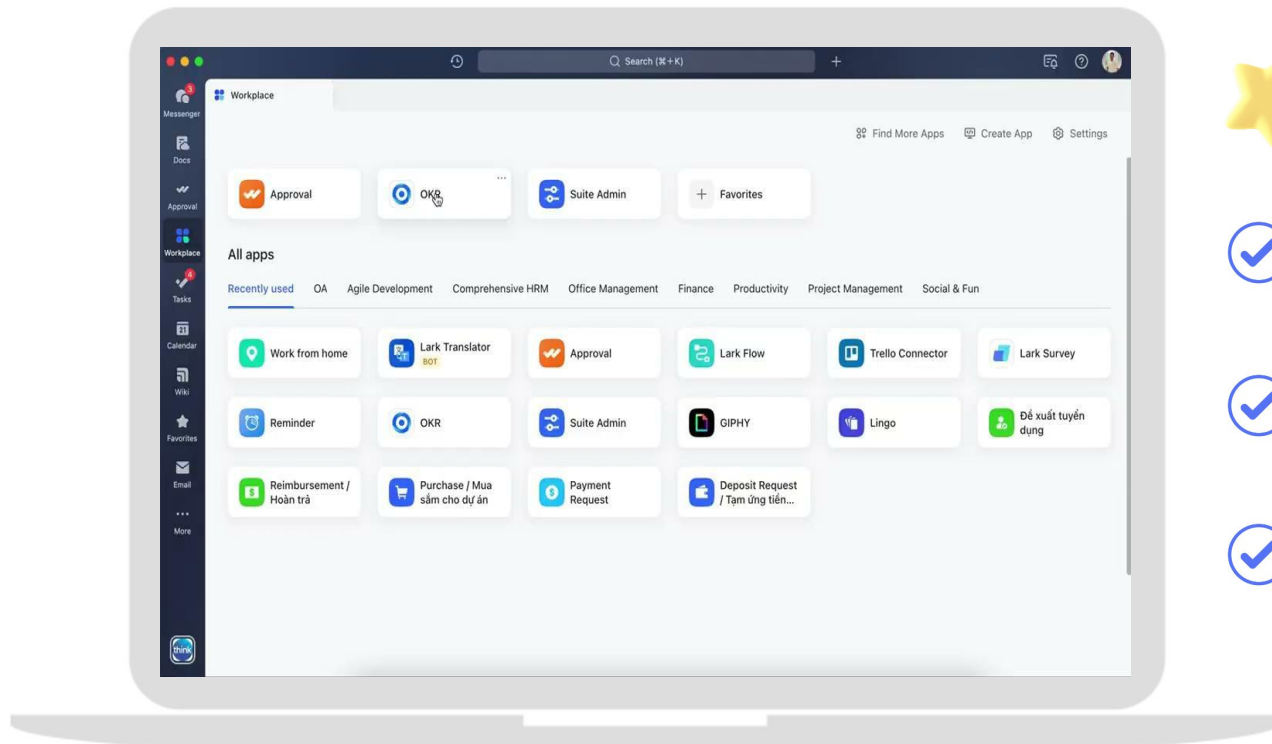 Search (⌘+K)
3
Messenger
Docs
Approval
Workplace
4
Tasks
31
Calendar
Wiki
Favorites
Email
More
think
Workplace
Find More Apps
Create App
Settings
Approval
OKR
Suite Admin
Favorites
All apps
Recently used OA Agile Development Comprehensive HRM Office Management Finance Productivity Project Management Social & Fun
Work from home
Lark Translator
BOT
Approval
Lark Flow
Trello Connector
Lark Survey
Reminder
OKR
Suite Admin
GIPHY
Lingo
Đề xuất tuyển
dụng
Reimbursement /
Hoàn trả
Purchase / Mua
sắm cho dự án
Payment
Request
Deposit Request
/ Tạm ứng tiền...